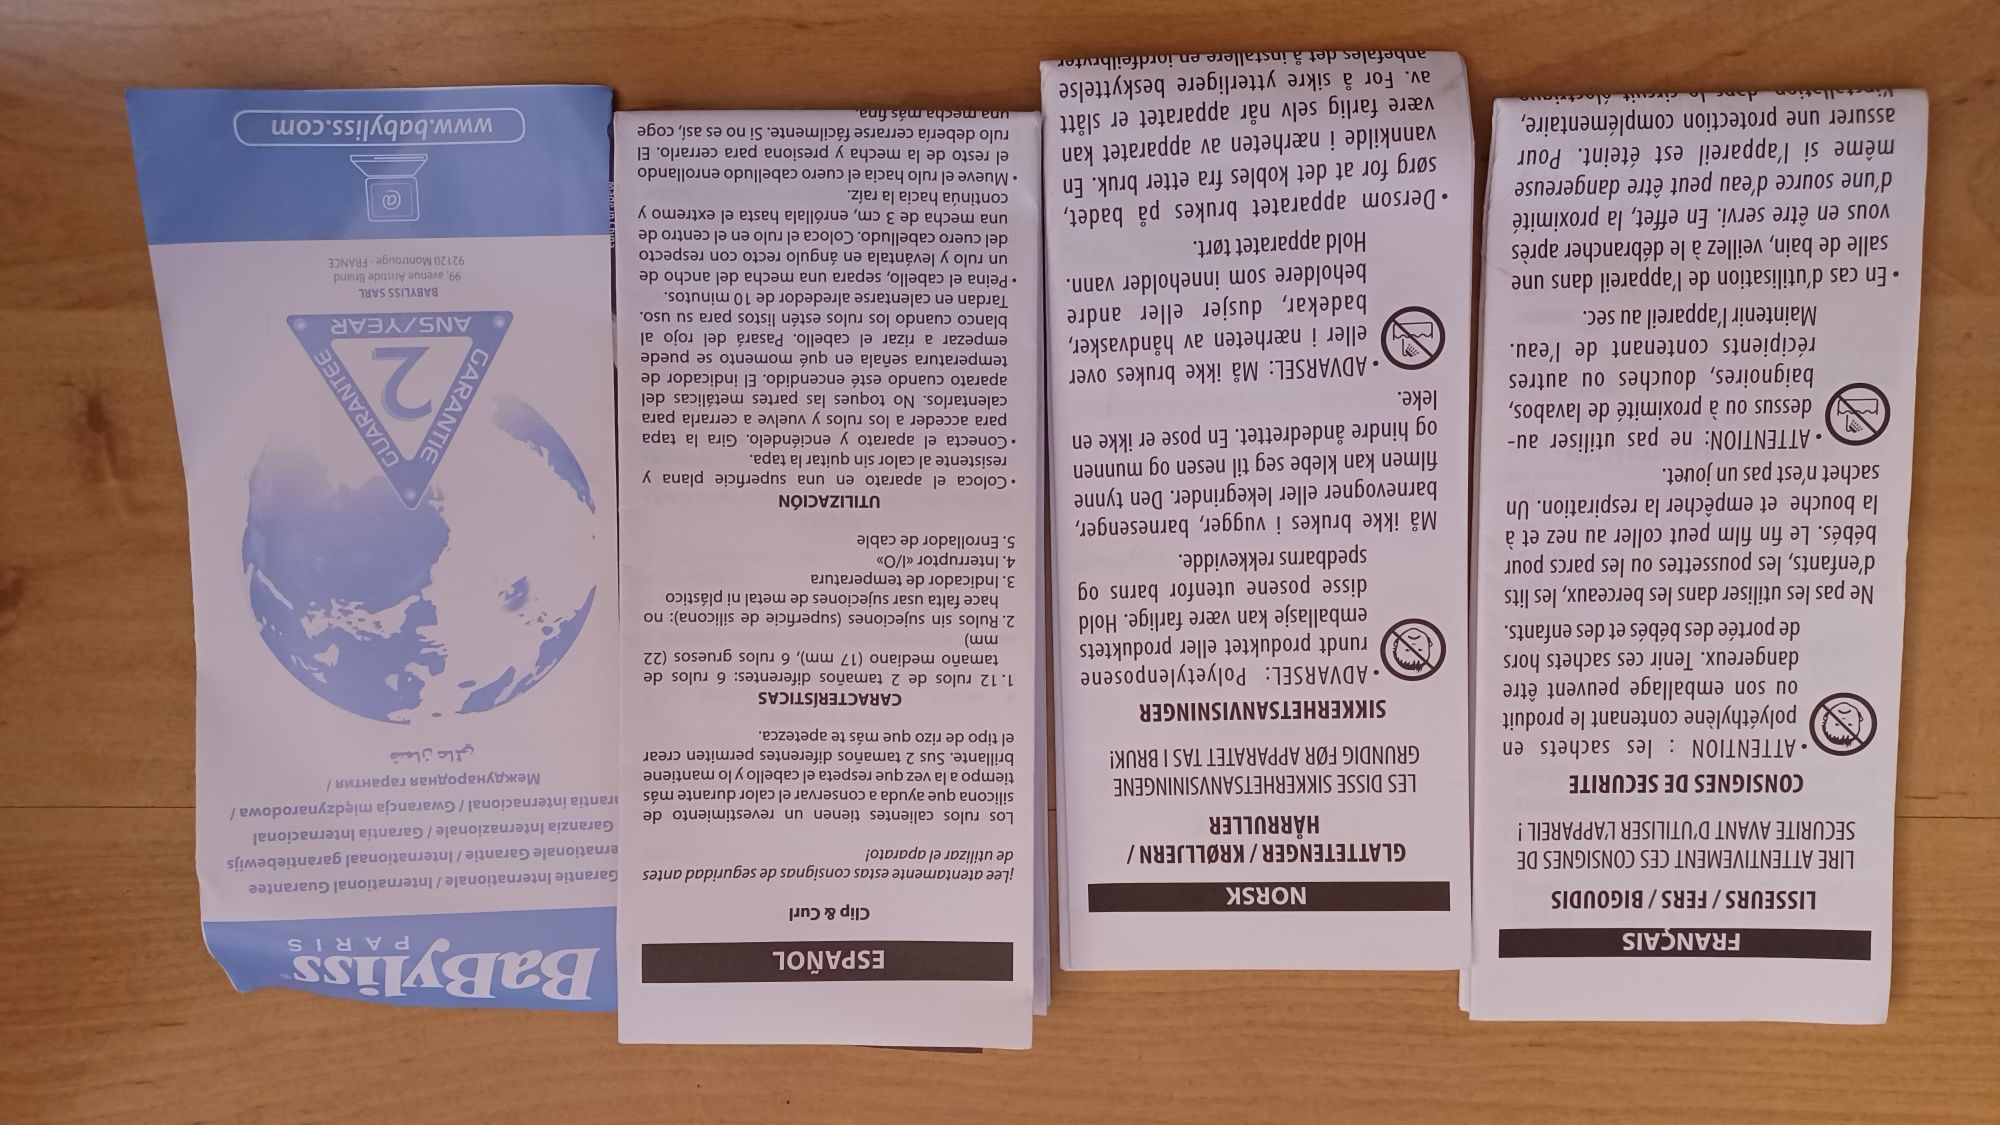 FRANÇAIS
LISSEURS / FERS / BIGOUDIS
LIRE ATTENTIVEMENT CES CONSIGNES DE
SECURITE AVANT D'UTILISER L'APPAREIL !
CONSIGNES DE SECURITE
• ATTENTION : les sachets en
polyéthylène contenant le produit
ou son emballage peuvent être
dangereux. Tenir ces sachets hors
de portée des bébés et des enfants.
Ne pas les utiliser dans les berceaux, les lits
d'enfants, les poussettes ou les parcs pour
bébés. Le fin film peut coller au nez et à
la bouche et empêcher la respiration. Un
sachet n'est pas un jouet.
• ATTENTION: ne pas utiliser au-
dessus ou à proximité de lavabos,
baignoires, douches ou autres
récipients contenant de l'eau.
Maintenir l'appareil au sec.
• En cas d'utilisation de l'appareil dans une
salle de bain, veillez à le débrancher après
vous en être servi. En effet, la proximité
d'une source d'eau peut être dangereuse
même si l'appareil est éteint. Pour
assurer une protection complémentaire,
l'installation, dans le circuit électrique
NORSK
GLATTETENGER / KRØLLJERN /
HÅRRULLER
LES DISSE SIKKERHETSANVISNINGENE
GRUNDIG FØR APPARATET TAS I BRUK!
SIKKERHETSANVISNINGER
• ADVARSEL: Polyetylenposene
rundt produktet eller produktets
emballasje kan være farlige. Hold
disse posene utenfor barns og
spedbarns rekkevidde.
Må ikke brukes i vugger, barnesenger,
barnevogner eller lekegrinder. Den tynne
filmen kan klebe seg til nesen og munnen
og hindre åndedrettet. En pose er ikke en
leke.
• ADVARSEL: Må ikke brukes over
eller i nærheten av håndvasker,
badekar, dusjer eller andre
beholdere som inneholder vann.
Hold apparatet tørt.
• Dersom apparatet brukes på badet,
sørg for at det kobles fra etter bruk. En
vannkilde i nærheten av apparatet kan
være farlig selv når apparatet er slått
av. For å sikre ytterligere beskyttelse
anbefales det å installere en jordfeilbryter
ESPAÑOL
Clip & Curl
¡Lee atentamente estas consignas de seguridad antes
de utilizar el aparato!
Los rulos calientes tienen un revestimiento de
silicona que ayuda a conservar el calor durante más
tiempo a la vez que respeta el cabello y lo mantiene
brillante. Sus 2 tamaños diferentes permiten crear
el tipo de rizo que más te apetezca.
CARACTERÍSTICAS
1. 12 rulos de 2 tamaños diferentes: 6 rulos de
tamaño mediano (17 mm), 6 rulos gruesos (22
mm)
2. Rulos sin sujeciones (superficie de silicona): no
hace falta usar sujeciones de metal ni plástico
3. Indicador de temperatura
4. Interruptor «I/O»
5. Enrollador de cable
UTILIZACIÓN
• Coloca el aparato en una superficie plana y
resistente al calor sin quitar la tapa.
• Conecta el aparato y enciéndelo. Gira la tapa
para acceder a los rulos y vuelve a cerrarla para
calentarlos. No toques las partes metálicas del
aparato cuando esté encendido. El indicador de
temperatura señala en qué momento se puede
empezar a rizar el cabello. Pasará del rojo al
blanco cuando los rulos estén listos para su uso.
Tardan en calentarse alrededor de 10 minutos.
• Peina el cabello, separa una mecha del ancho de
un rulo y levántala en ángulo recto con respecto
del cuero cabelludo. Coloca el rulo en el centro de
una mecha de 3 cm, enróllala hasta el extremo y
continúa hacia la raíz.
• Mueve el rulo hacia el cuero cabelludo enrollando
el resto de la mecha y presiona para cerrarlo. El
rulo debería cerrarse fácilmente. Si no es así, coge
una mecha más fina.
BaByliss
PARIS
Garantie Internationale / International Guarantee
ernationale Garantie / Internationaal garantiebewijs
Garanzia Internazionale / Garantía Internacional
arantia internacional / Gwarancja międzynarodowa /
Международная гарантия /
GARANTIE
GUARANTEE
2
ANS/YEAR
BABYLISS SARL
99, avenue Aristide Briand
92120 Montrouge - FRANCE
@
www.babyliss.com